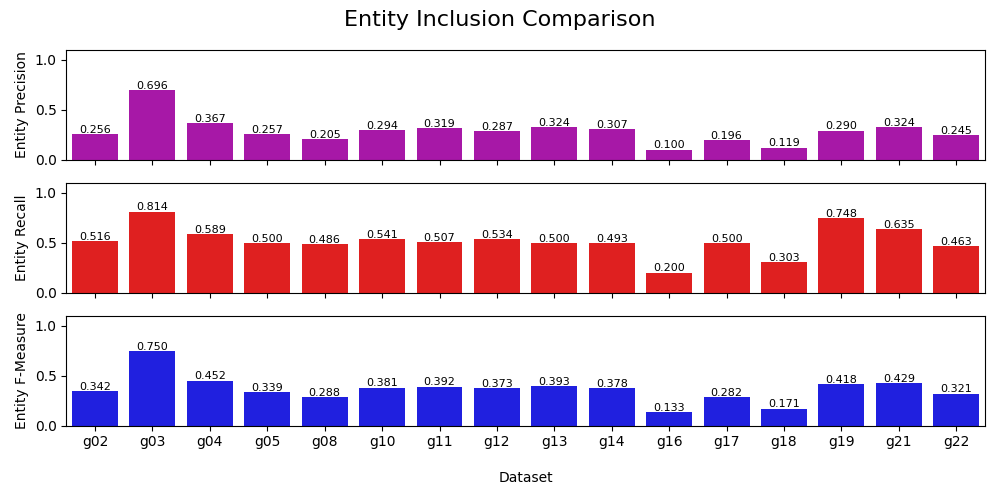 Entity Inclusion Comparison
Entity Precision
1.0
0.5
0.0
0.256 0.696 0.367 0.257 0.205 0.294 0.319 0.287 0.324 0.307 0.100 0.196 0.119 0.290 0.324 0.245
Entity Recall
1.0
0.5
0.0
0.516 0.814 0.589 0.500 0.486 0.541 0.507 0.534 0.500 0.493 0.200 0.500 0.303 0.748 0.635 0.463
Entity F-Measure
1.0
0.5
0.0
0.342 0.750 0.452 0.339 0.288 0.381 0.392 0.373 0.393 0.378 0.133 0.282 0.171 0.418 0.429 0.321
g02 g03 g04 g05 g08 g10 g11 g12 g13 g14 g16 g17 g18 g19 g21 g22
Dataset